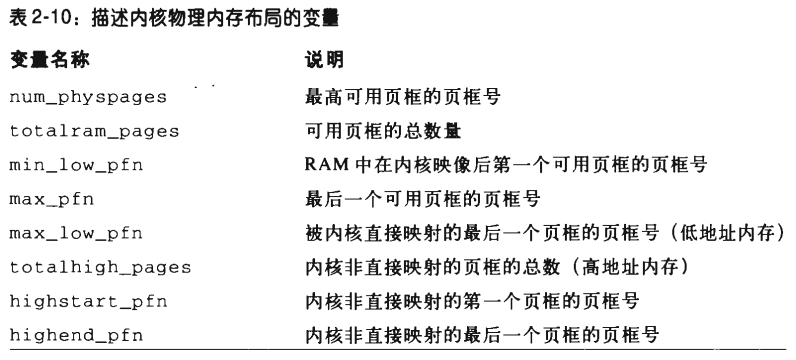 表2-10：描述内核物理内存布局的变量
变量名称 说明
num_physpages 最高可用页框的页框号
totalram_pages 可用页框的总数量
min_low_pfn RAM 中在内核映像后第一个可用页框的页框号
max_pfn 最后一个可用页框的页框号
max_low_pfn 被内核直接映射的最后一个页框的页框号（低地址内存）
totalhigh_pages 内核非直接映射的页框的总数（高地址内存）
highstart_pfn 内核非直接映射的第一个页框的页框号
highend_pfn 内核非直接映射的最后一个页框的页框号